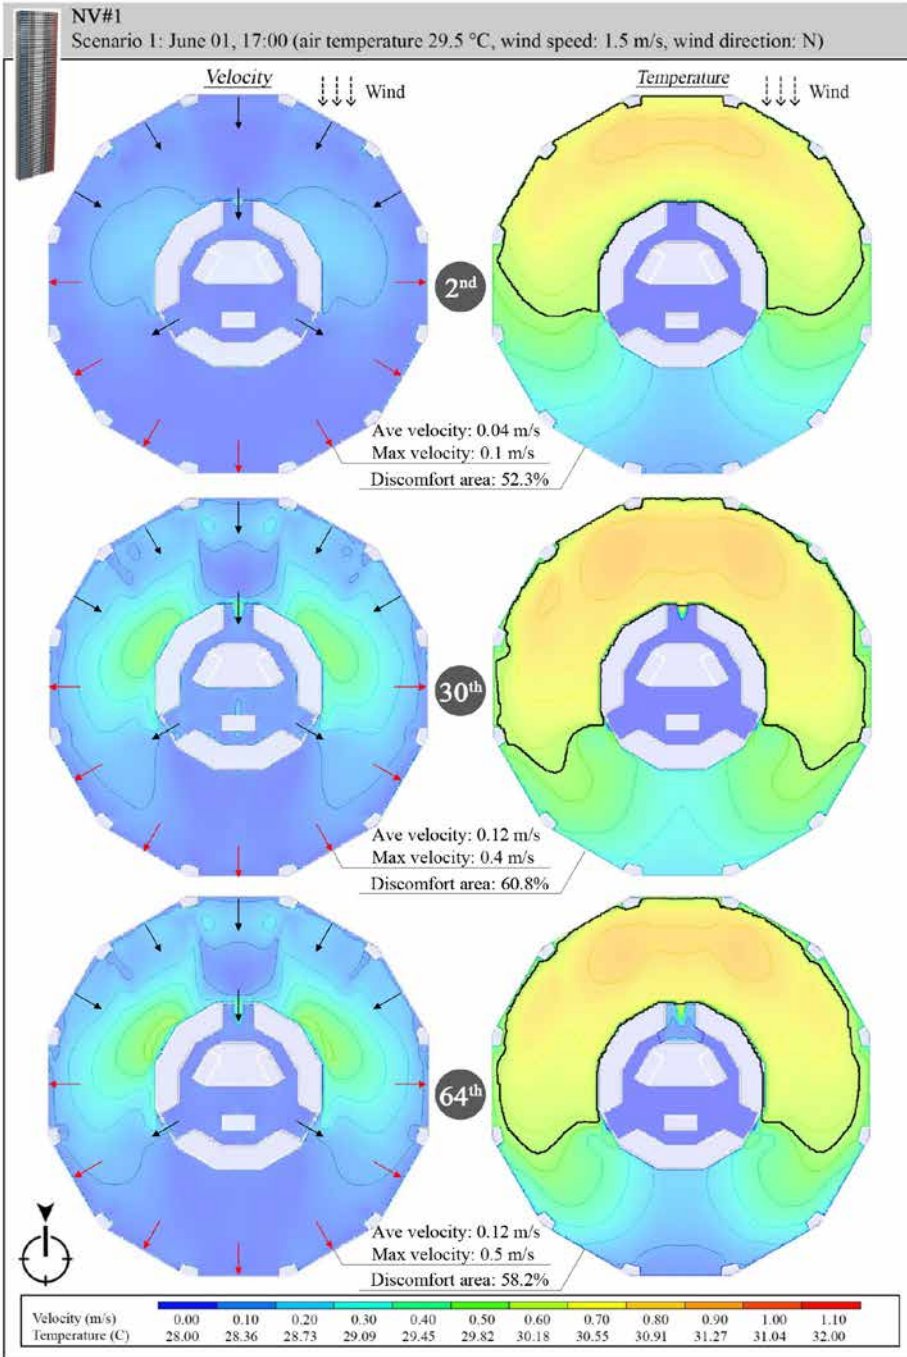 NV#1
Scenario 1: June 01, 17:00 (air temperature 29.5 °C, wind speed: 1.5 m/s, wind direction: N)
Velocity
Wind
Temperature
Wind
2nd
Ave velocity: 0.04 m/s
Max velocity: 0.1 m/s
Discomfort area: 52.3%
30th
Ave velocity: 0.12 m/s
Max velocity: 0.4 m/s
Discomfort area: 60.8%
64th
Ave velocity: 0.12 m/s
Max velocity: 0.5 m/s
Discomfort area: 58.2%
Velocity (m/s) 0.00 0.10 0.20 0.30 0.40 0.50 0.60 0.70 0.80 0.90 1.00 1.10
Temperature (C) 28.00 28.36 28.73 29.09 29.45 29.82 30.18 30.55 30.91 31.27 31.04 32.00